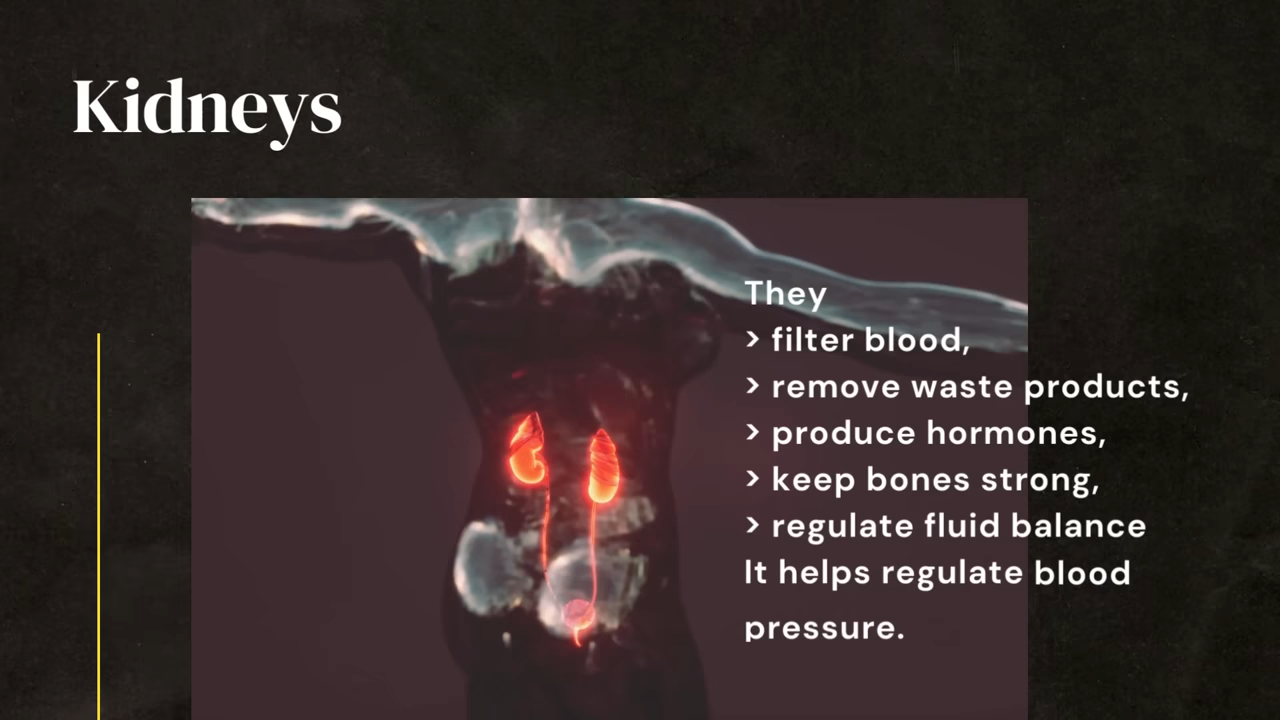 Kidneys
They
> filter blood,
> remove waste products,
> produce hormones,
> keep bones strong,
> regulate fluid balance
It helps regulate blood
pressure.